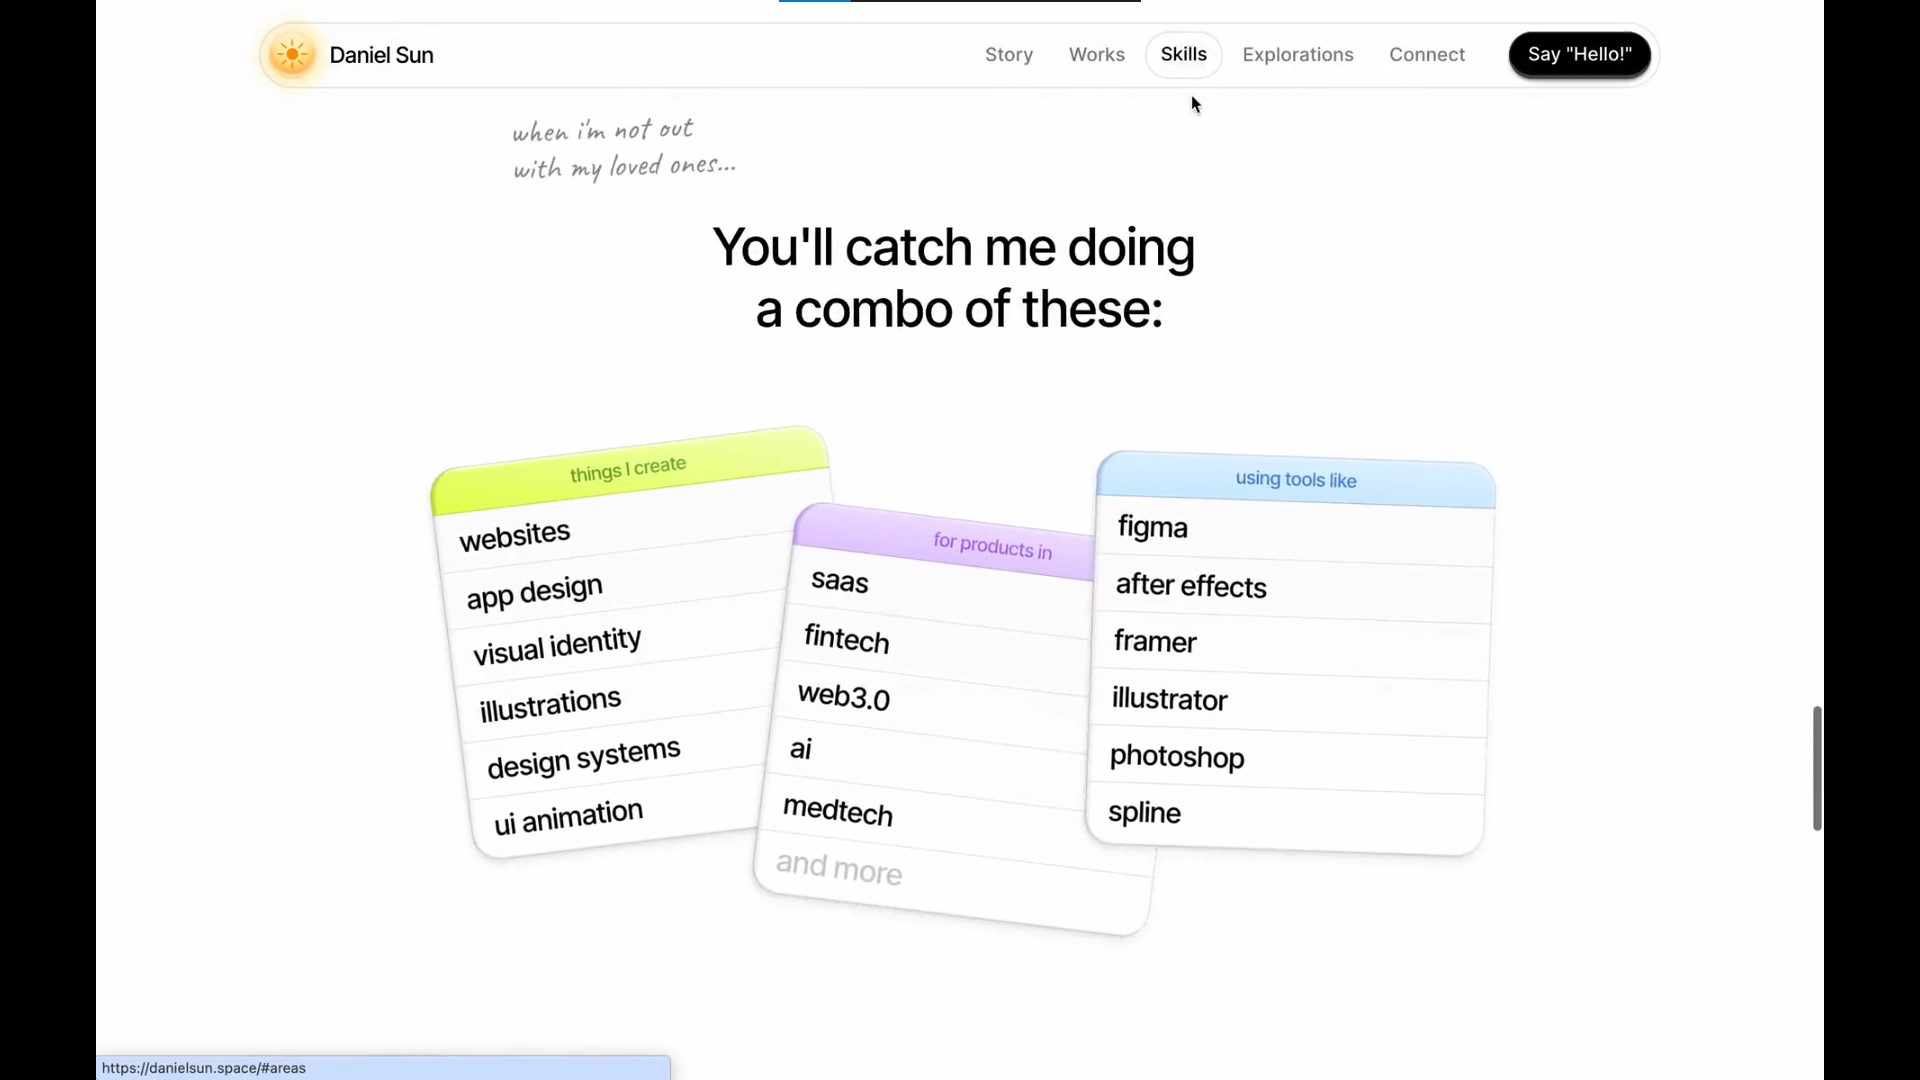 Daniel Sun
Story
Works
Skills
Explorations
Connect
Say "Hello!"
when i'm not out
with my loved ones...
You'll catch me doing
a combo of these:
things I create
websites
app design
visual identity
illustrations
design systems
ui animation
for products in
saas
fintech
web3.0
ai
medtech
and more
using tools like
figma
after effects
framer
illustrator
photoshop
spline
https://danielsun.space/#areas